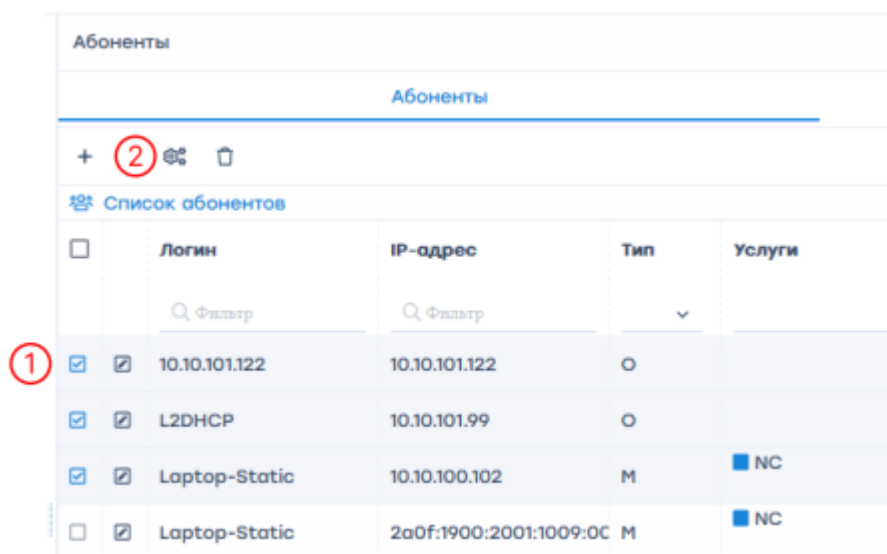 Абоненты
Абоненты
2
Список абонентов
Логин IP-адрес Тип Услуги
Фильтр Фильтр
1 10.10.101.122 10.10.101.122 O
L2DHCP 10.10.101.99 O
Laptop-Static 10.10.100.102 M NC
Laptop-Static 2a0f:1900:2001:1009:00 M NC